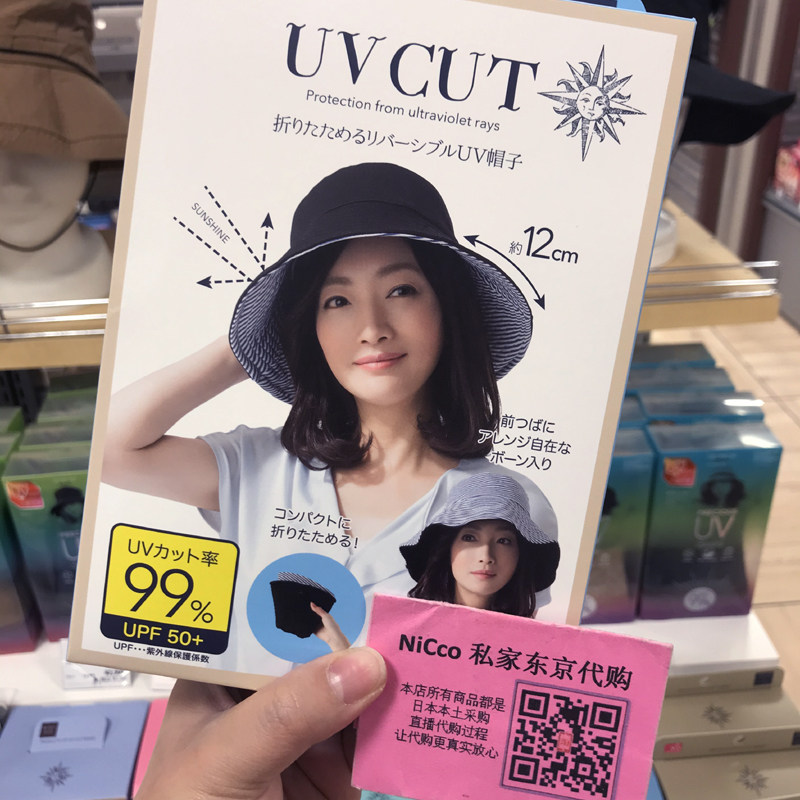 UV CUT
Protection from ultraviolet rays
折りたためるリバーシブルUV帽子
SUNSHINE
約12cm
前つばに
アレンジ自在な
ボーン入り
コンパクトに
折りたためる!
UVカット率
99%
UPF 50+
UPF･･･紫外線保護係数
NiCco 私家东京代购
本店所有商品都是
日本本土采购
直播代购过程
让代购更真实放心
UV